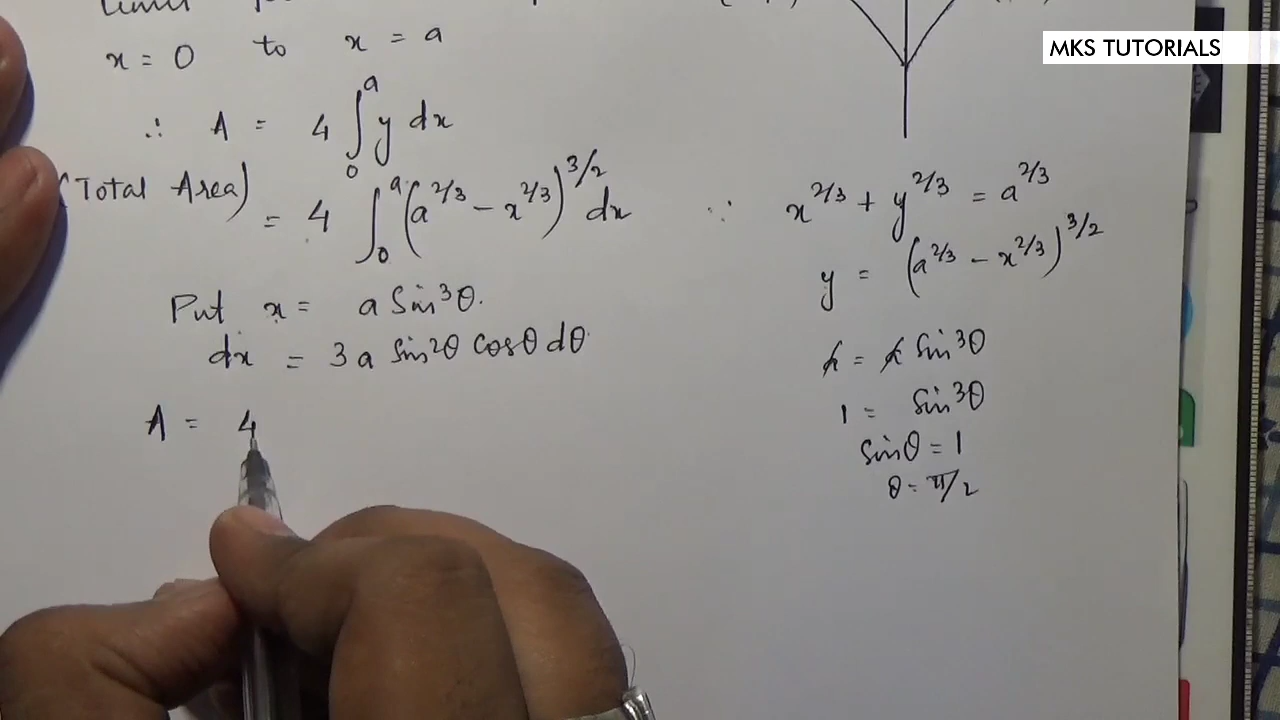 MKS TUTORIALS
x = 0 to x = a
∴ A = 4 ∫₀ᵃ y dx
(Total Area)
= 4 ∫₀ᵃ (a^2/3 − x^2/3)^3/2 dx
∵ x^2/3 + y^2/3 = a^2/3
y = (a^2/3 − x^2/3)^3/2
Put x = a Sin³θ.
dx = 3a sin²θ cosθ dθ
a = a Sin³θ
1 = Sin³θ
sinθ = 1
θ = π/2
A = 4